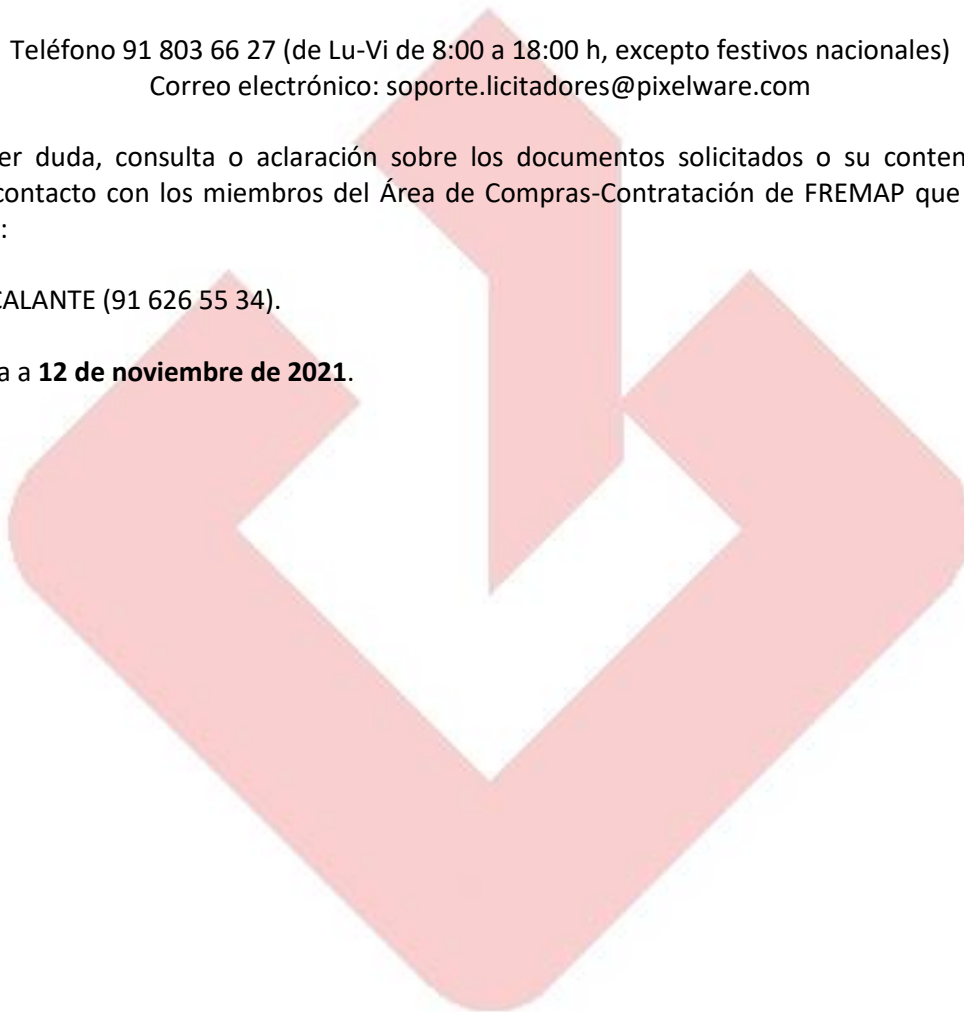 Teléfono 91 803 66 27 (de Lu-Vi de 8:00 a 18:00 h, excepto festivos nacionales)
Correo electrónico: soporte.licitadores@pixelware.com
er duda, consulta o aclaración sobre los documentos solicitados o su conten
contacto con los miembros del Área de Compras-Contratación de FREMAP que
:
CALANTE (91 626 55 34).
a a 12 de noviembre de 2021.